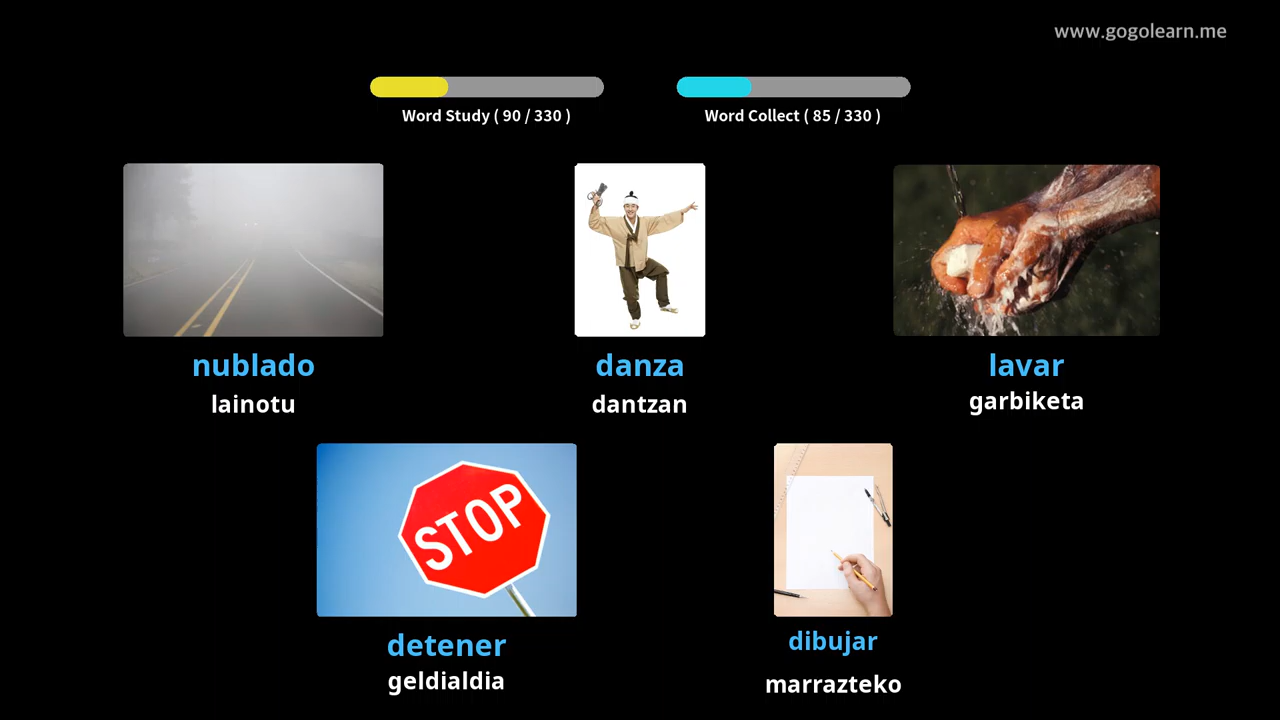 www.gogolearn.me
Word Study ( 90 / 330 )
Word Collect ( 85 / 330 )
nublado
lainotu
danza
dantzan
lavar
garbiketa
STOP
detener
geldialdia
dibujar
marrazteko